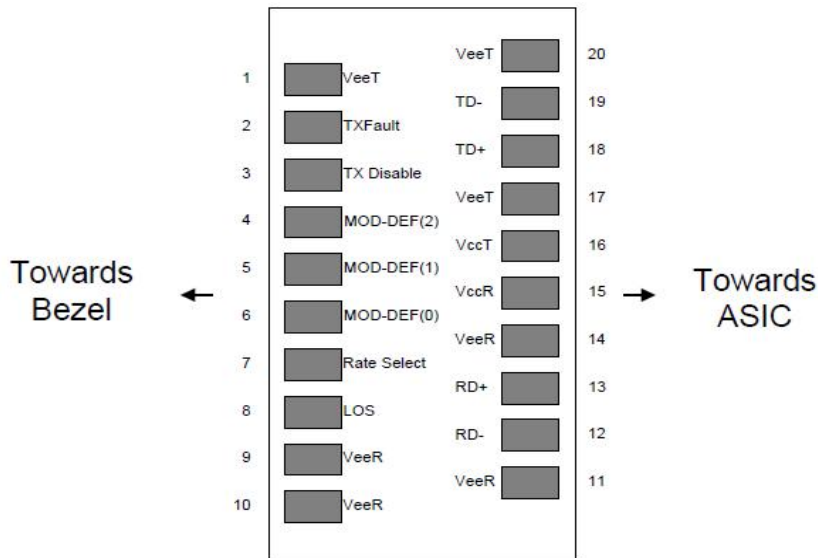 VeeT 20
1 VeeT
TD- 19
2 TXFault
TD+ 18
3 TX Disable
VeeT 17
4 MOD-DEF(2)
VccT 16
5 MOD-DEF(1)
Towards
Bezel
VccR 15
Towards
ASIC
6 MOD-DEF(0)
VeeR 14
7 Rate Select
RD+ 13
8 LOS
RD- 12
9 VeeR
VeeR 11
10 VeeR